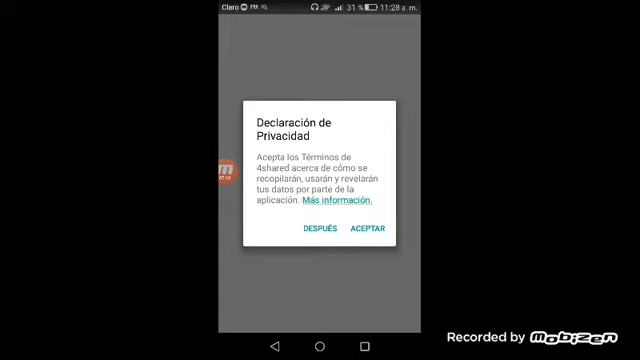 Claro FM 31 % 11:28 a. m.
Declaración de
Privacidad
Acepta los Términos de
4shared acerca de cómo se
recopilarán, usarán y revelarán
tus datos por parte de la
aplicación. Más información.
DESPUÉS ACEPTAR
Recorded by Mobizen